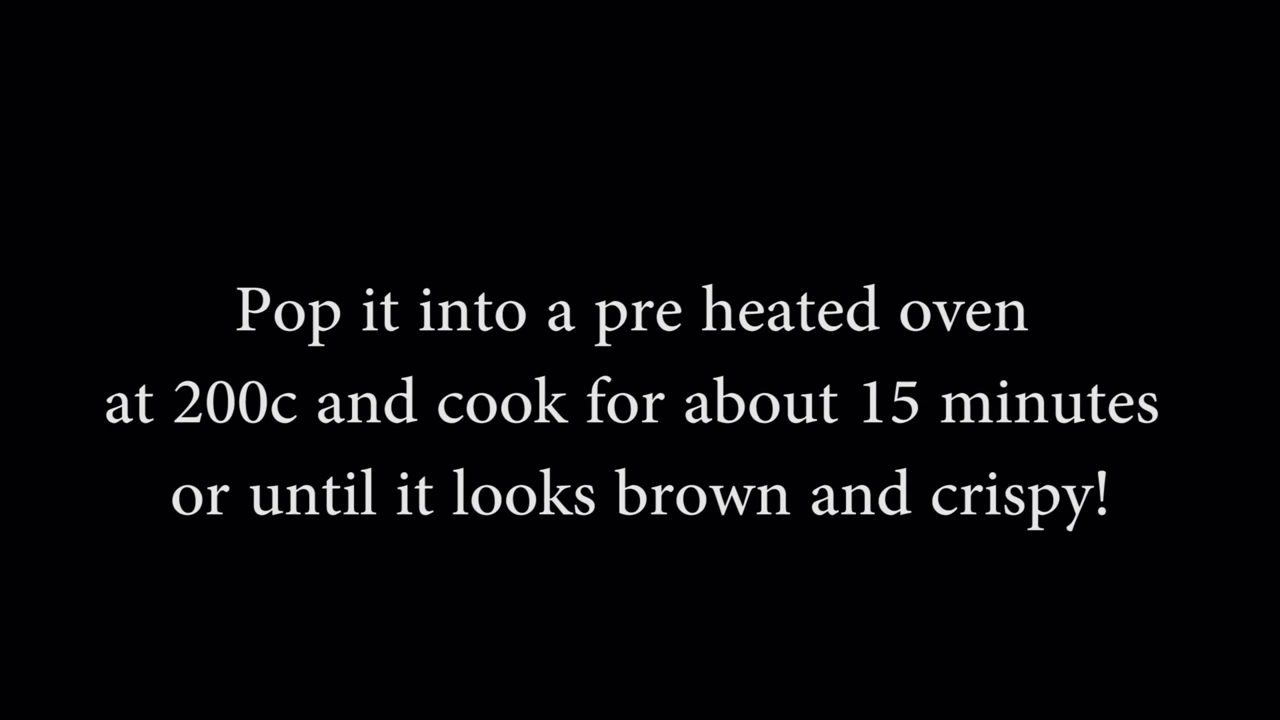 Pop it into a pre heated oven
at 200c and cook for about 15 minutes
or until it looks brown and crispy!